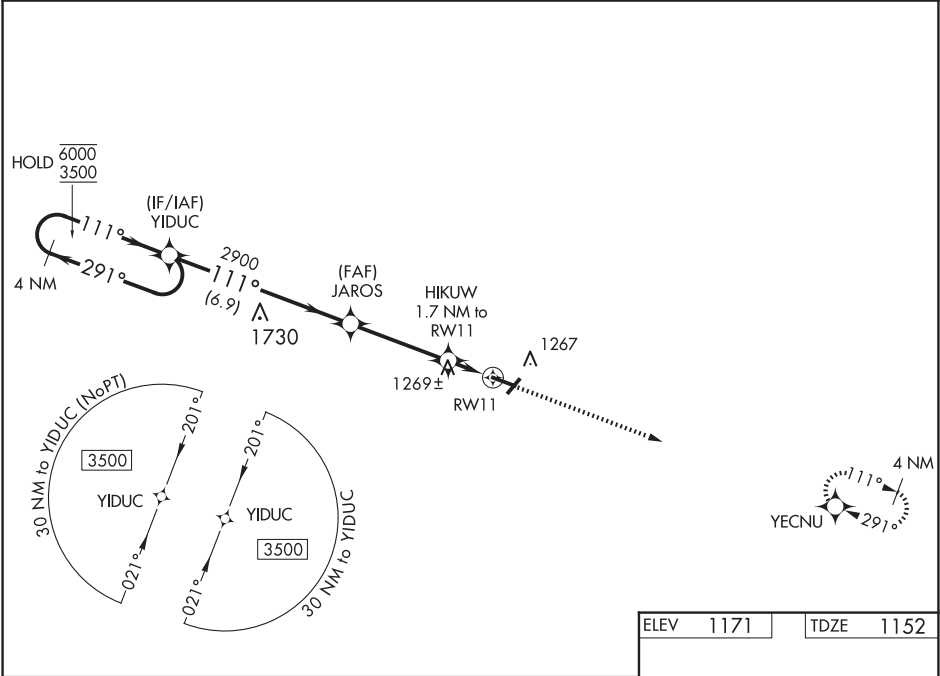 HOLD 6000
3500
(IF/IAF)
YIDUC
111°
291°
4 NM
2900
111°
(6.9)
1730
(FAF)
JAROS
HIKUW
1.7 NM to
RW11
1269±
1267
RW11
30 NM to YIDUC (NoPT)
201°
3500
YIDUC
021°
201°
YIDUC
3500
021°
30 NM to YIDUC
4 NM
111°
291°
YECNU
ELEV 1171
TDZE 1152